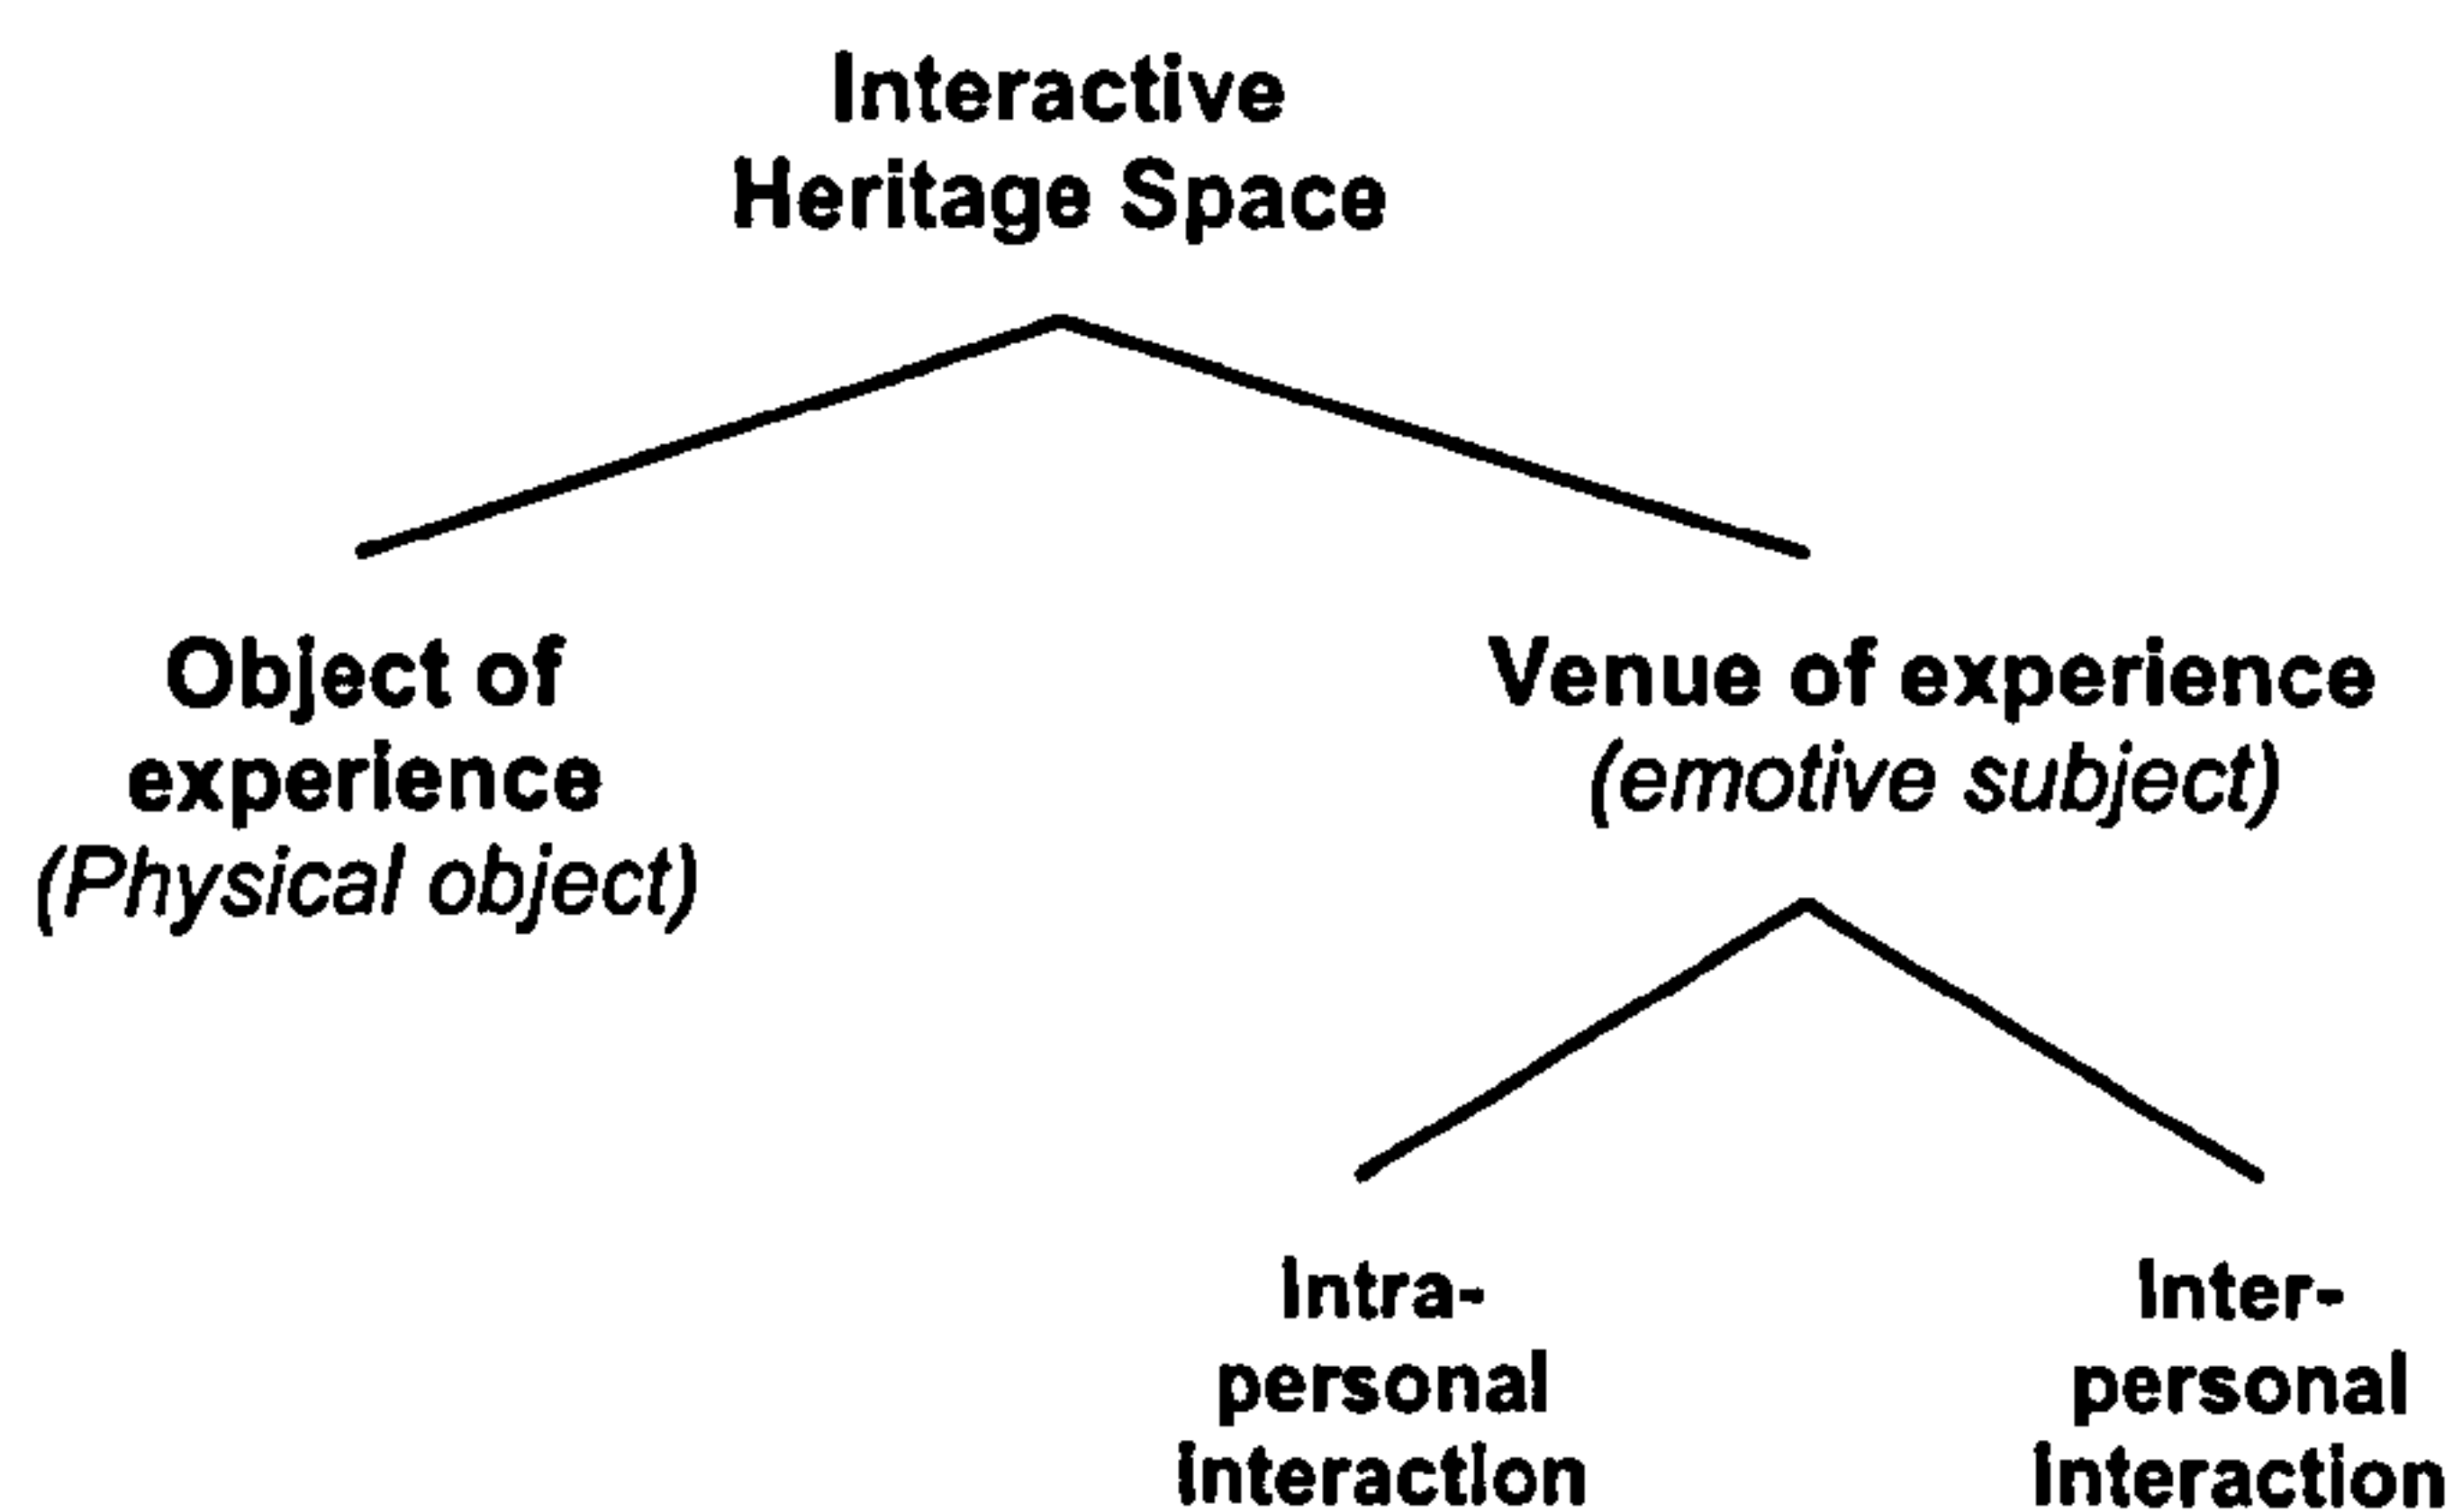 Interactive
Heritage Space
Object of
experience
(Physical object)
Venue of experience
(emotive subject)
Intra-
personal
interaction
Inter-
personal
interaction